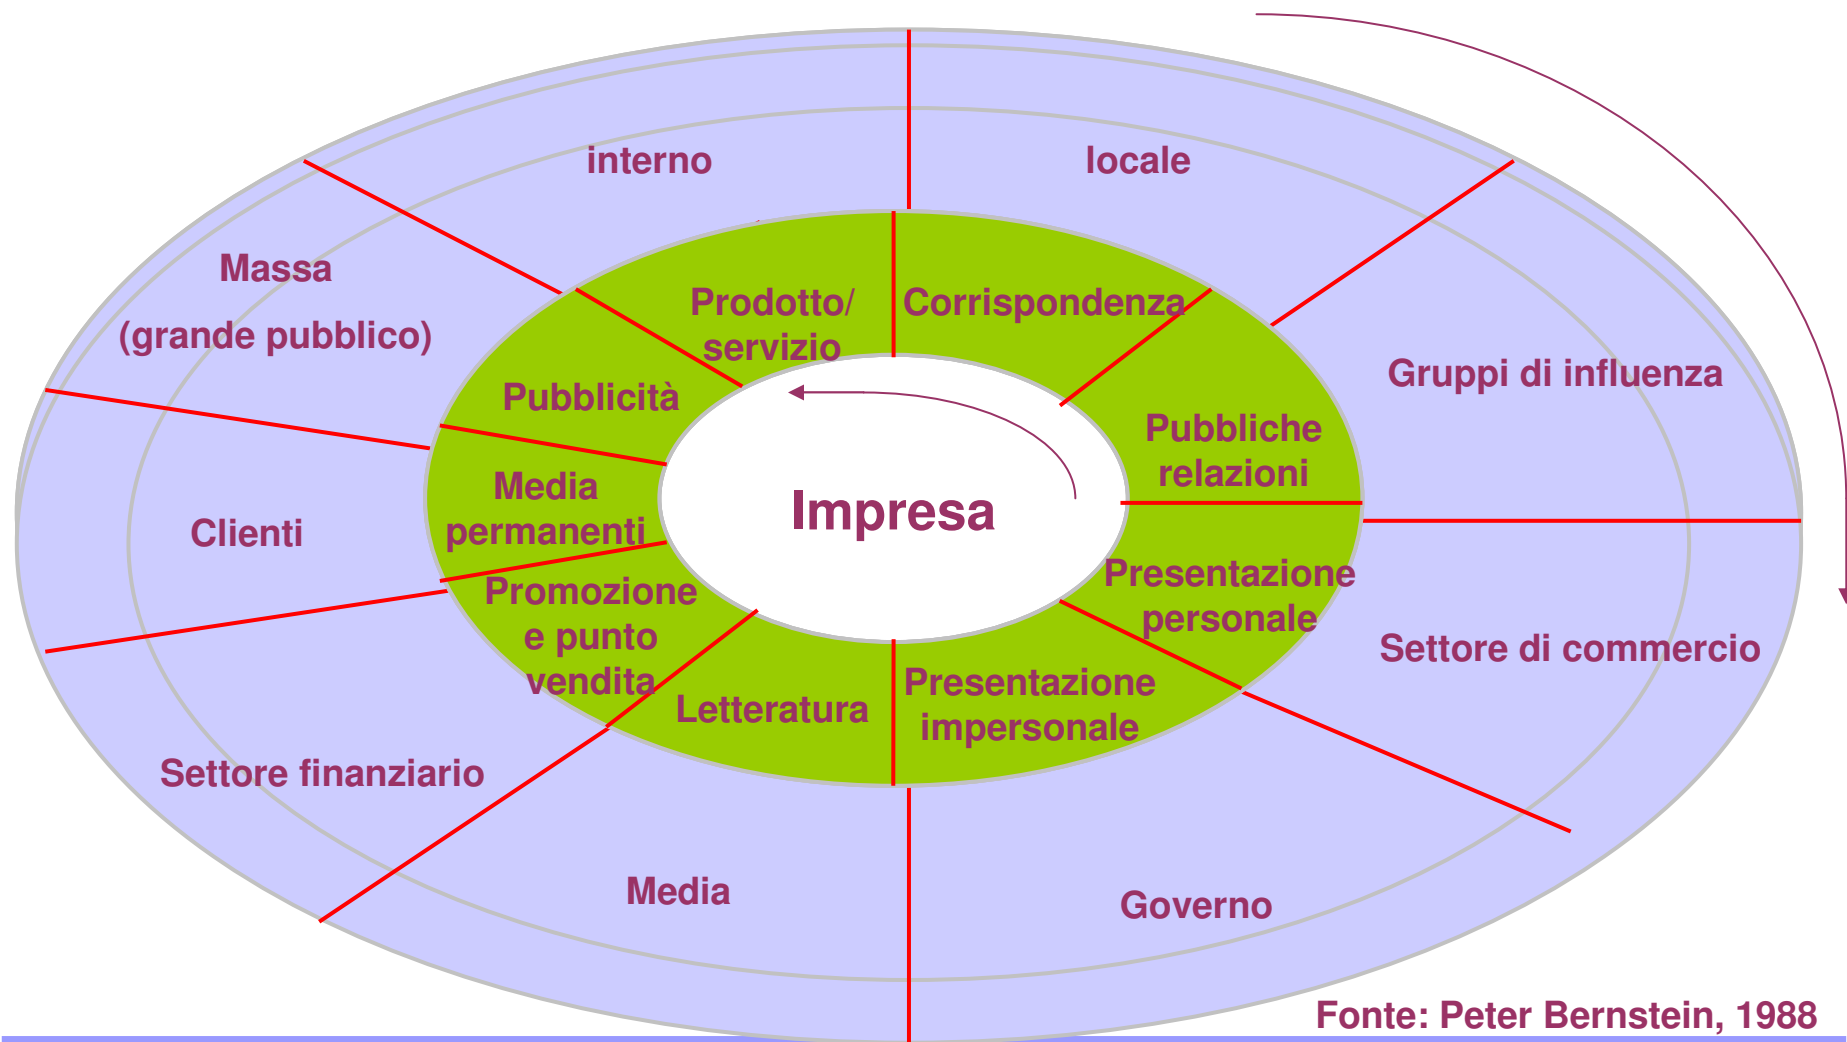 interno
locale
Massa
(grande pubblico)
Prodotto/
servizio
Corrispondenza
Gruppi di influenza
Pubblicità
Pubbliche
relazioni
Media
permanenti
Impresa
Clienti
Presentazione
personale
Promozione
e punto
vendita
Settore di commercio
Letteratura
Presentazione
impersonale
Settore finanziario
Media
Governo
Fonte: Peter Bernstein, 1988